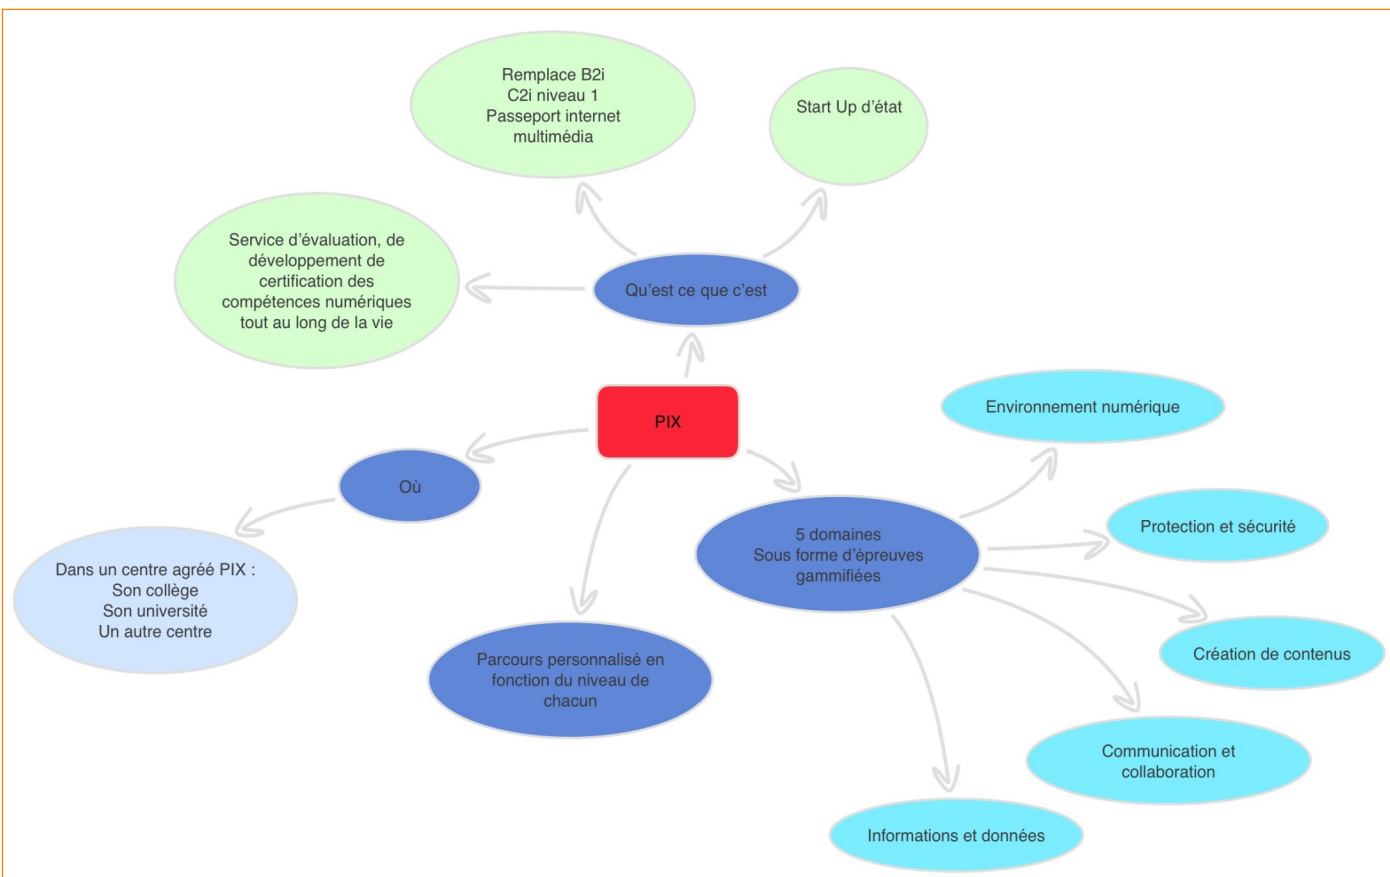 Remplace B2i
C2i niveau 1
Passeport internet
multimédia
Start Up d'état
Service d'évaluation, de
développement de
certification des
compétences numériques
tout au long de la vie
Qu'est ce que c'est
PIX
Environnement numérique
Où
Protection et sécurité
5 domaines
Sous forme d'épreuves
gammifiées
Dans un centre agréé PIX :
Son collège
Son université
Un autre centre
Parcours personnalisé en
fonction du niveau de
chacun
Création de contenus
Communication et
collaboration
Informations et données